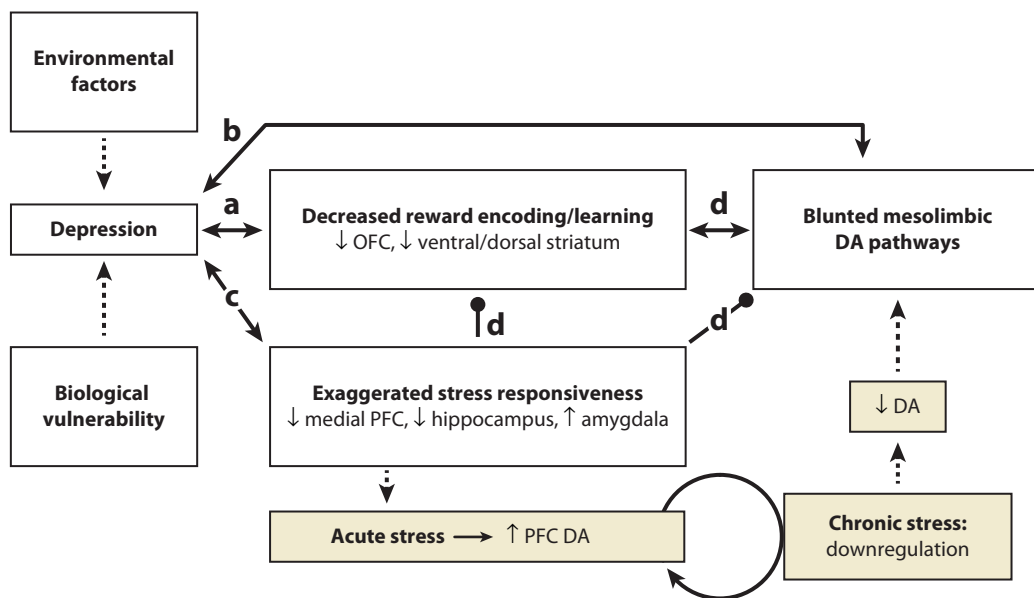 Environmental
factors
b
Depression
a
Decreased reward encoding/learning
↓ OFC, ↓ ventral/dorsal striatum
d
Blunted mesolimbic
DA pathways
c
d
d
Biological
vulnerability
Exaggerated stress responsiveness
↓ medial PFC, ↓ hippocampus, ↑ amygdala
↓ DA
Acute stress → ↑ PFC DA
Chronic stress:
downregulation